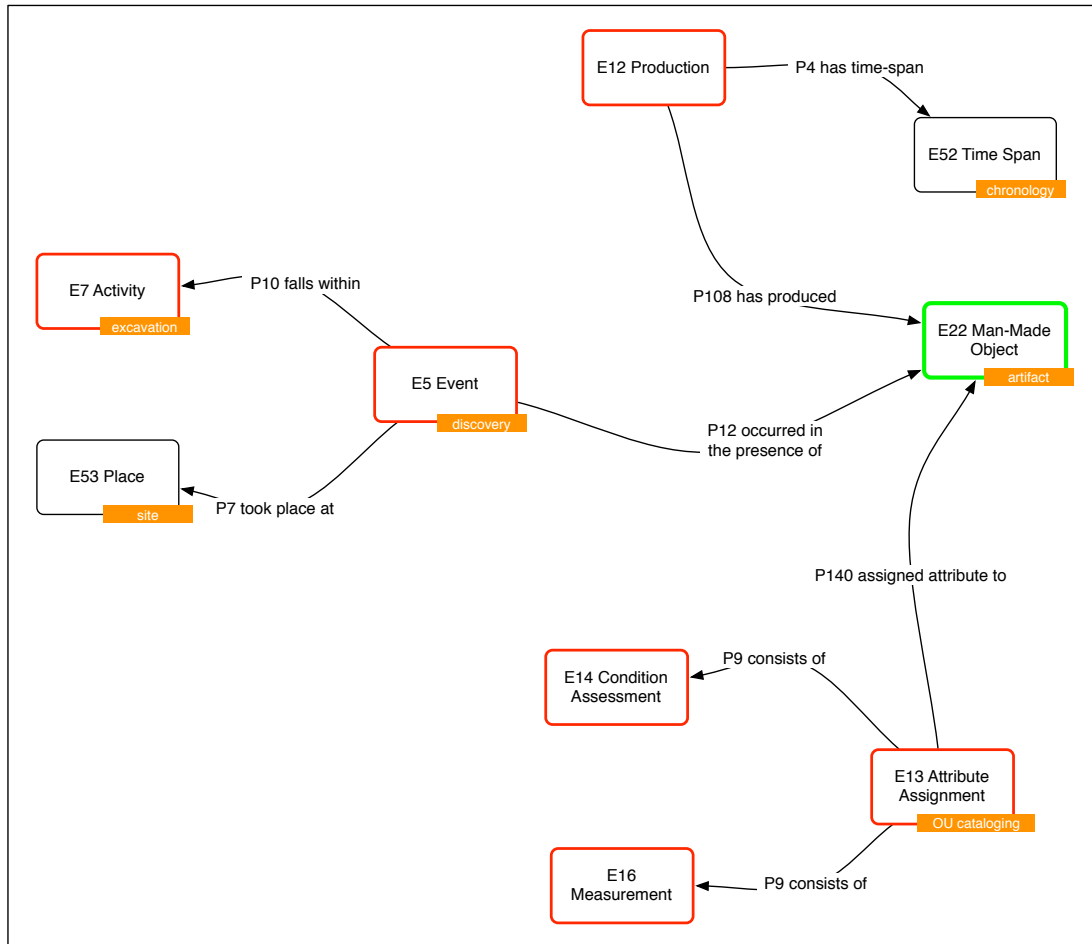 E12 Production
P4 has time-span
E52 Time Span
chronology
E7 Activity
excavation
P10 falls within
P108 has produced
E22 Man-Made
Object
artifact
E5 Event
discovery
P12 occurred in
the presence of
E53 Place
site
P7 took place at
P140 assigned attribute to
P9 consists of
E14 Condition
Assessment
E13 Attribute
Assignment
OU cataloging
E16
Measurement
P9 consists of